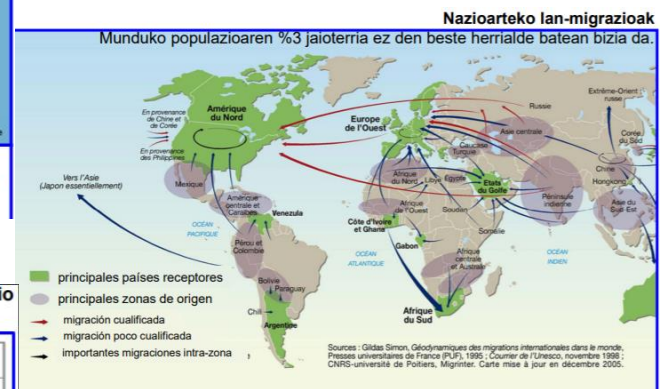 Nazioarteko lan-migrazioak
Munduko populazioaren %3 jaioterria ez den beste herrialde batean bizia da.
En provenance
de Chine et
de Corée
En provenance
des Philippines
Amérique
du Nord
Europe
de l'Ouest
Russie
Extrême-Orient
russe
Asie centrale
Caucase
Turquie
Corée
du Sud
Chine
Hongkong
Vers l'Asie
(Japon essentiellement)
Mexique
Amérique
centrale et
Caraïbes
Venezuela
Afrique
du Nord
Libye
Égypte
États
du Golfe
Péninsule
indienne
Asie du
Sud-Est
OCÉAN
PACIFIQUE
Afrique
de l'Ouest
Soudan
Côte d'Ivoire
et Ghana
Somalie
Pérou et
Colombie
Gabon
OCÉAN
ATLANTIQUE
OCÉAN
INDIEN
Afrique
centrale
et Australe
Bolivie
Paraguay
Chili
Argentine
Afrique
du Sud
principales países receptores
principales zonas de origen
migración cualificada
migración poco cualificada
importantes migraciones intra-zona
Sources : Gildas Simon, Géodynamiques des migrations internationales dans le monde,
Presses universitaires de France (PUF), 1995 ; Courrier de l'Unesco, novembre 1998 ;
CNRS-université de Poitiers, Migrinter. Carte mise à jour en décembre 2005.
io